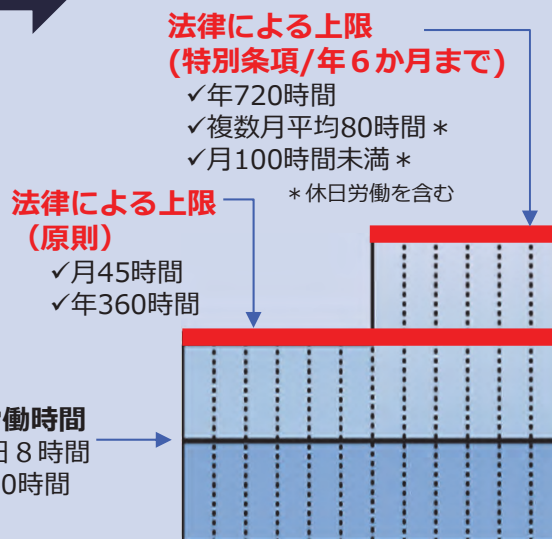 法律による上限
(特別条項/年６か月まで)
✓年720時間
✓複数月平均80時間＊
✓月100時間未満＊
＊休日労働を含む
法律による上限
（原則）
✓月45時間
✓年360時間
働時間
８時間
0時間